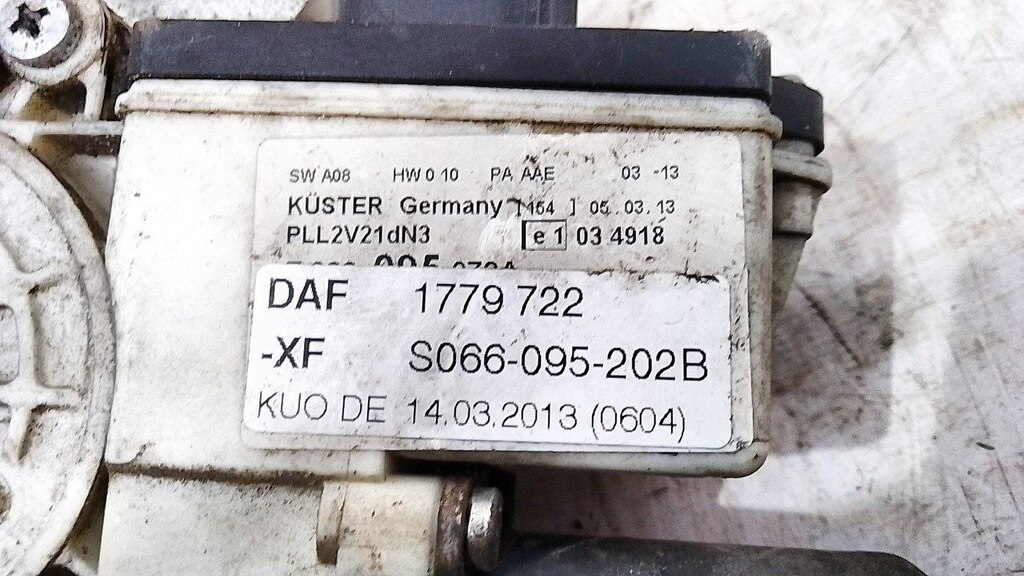 SW A08 HW 0 10 PA AAE 03 -13
KÜSTER Germany [164 ] 05.03.13
PLL2V21dN3 e 1 03 4918
DAF 1779 722
-XF S066-095-202B
KUO DE 14.03.2013 (0604)